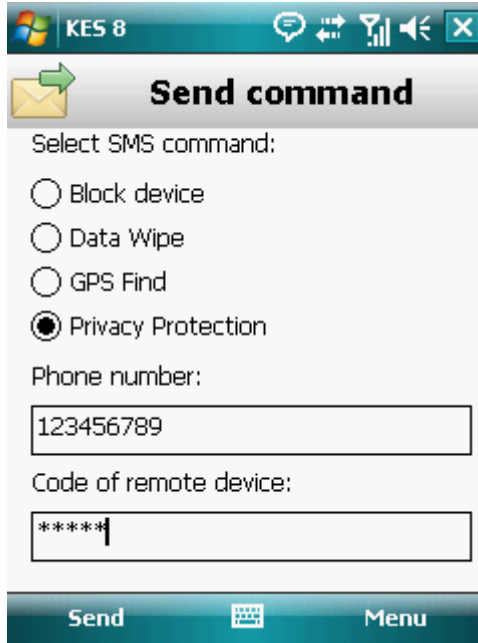 KES 8
Send command
Select SMS command:
Block device
Data Wipe
GPS Find
Privacy Protection
Phone number:
123456789
Code of remote device:
*****
Send Menu